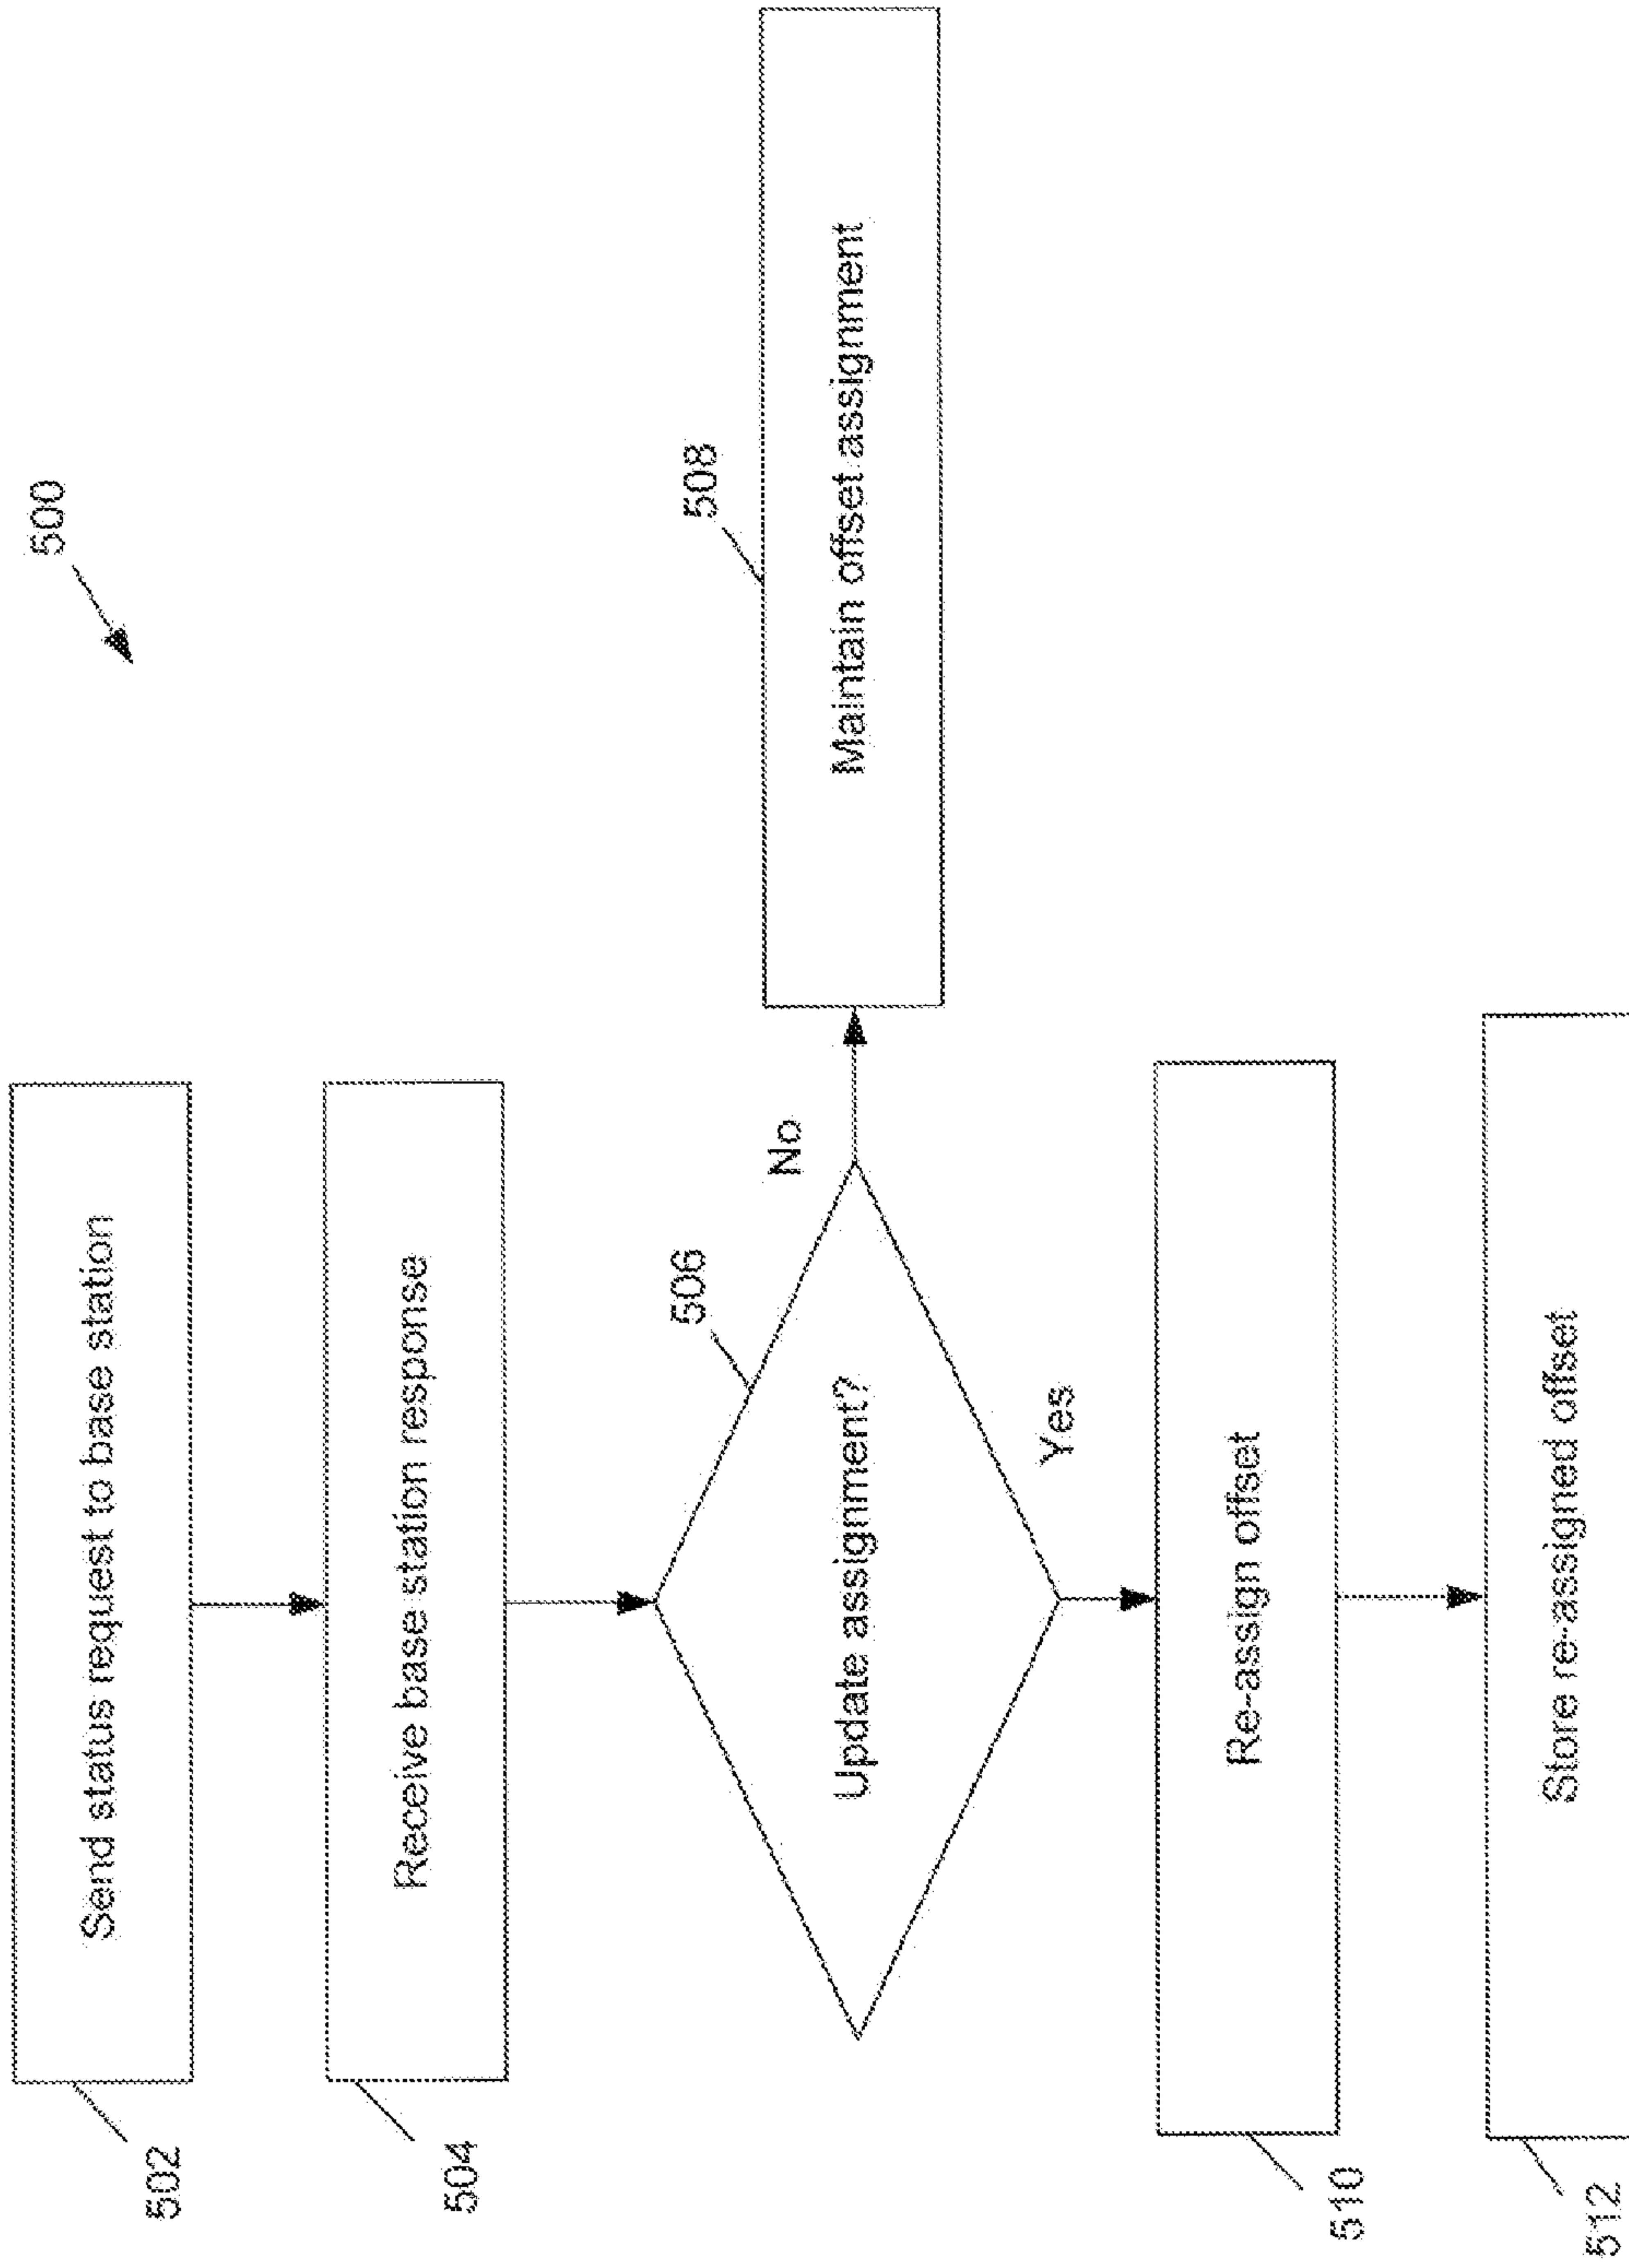 500
502
Send status request to base station
504
Receive base station response
506
Update assignment?
No
508
Maintain offset assignment
Yes
510
Re-assign offset
512
Store re-assigned offset